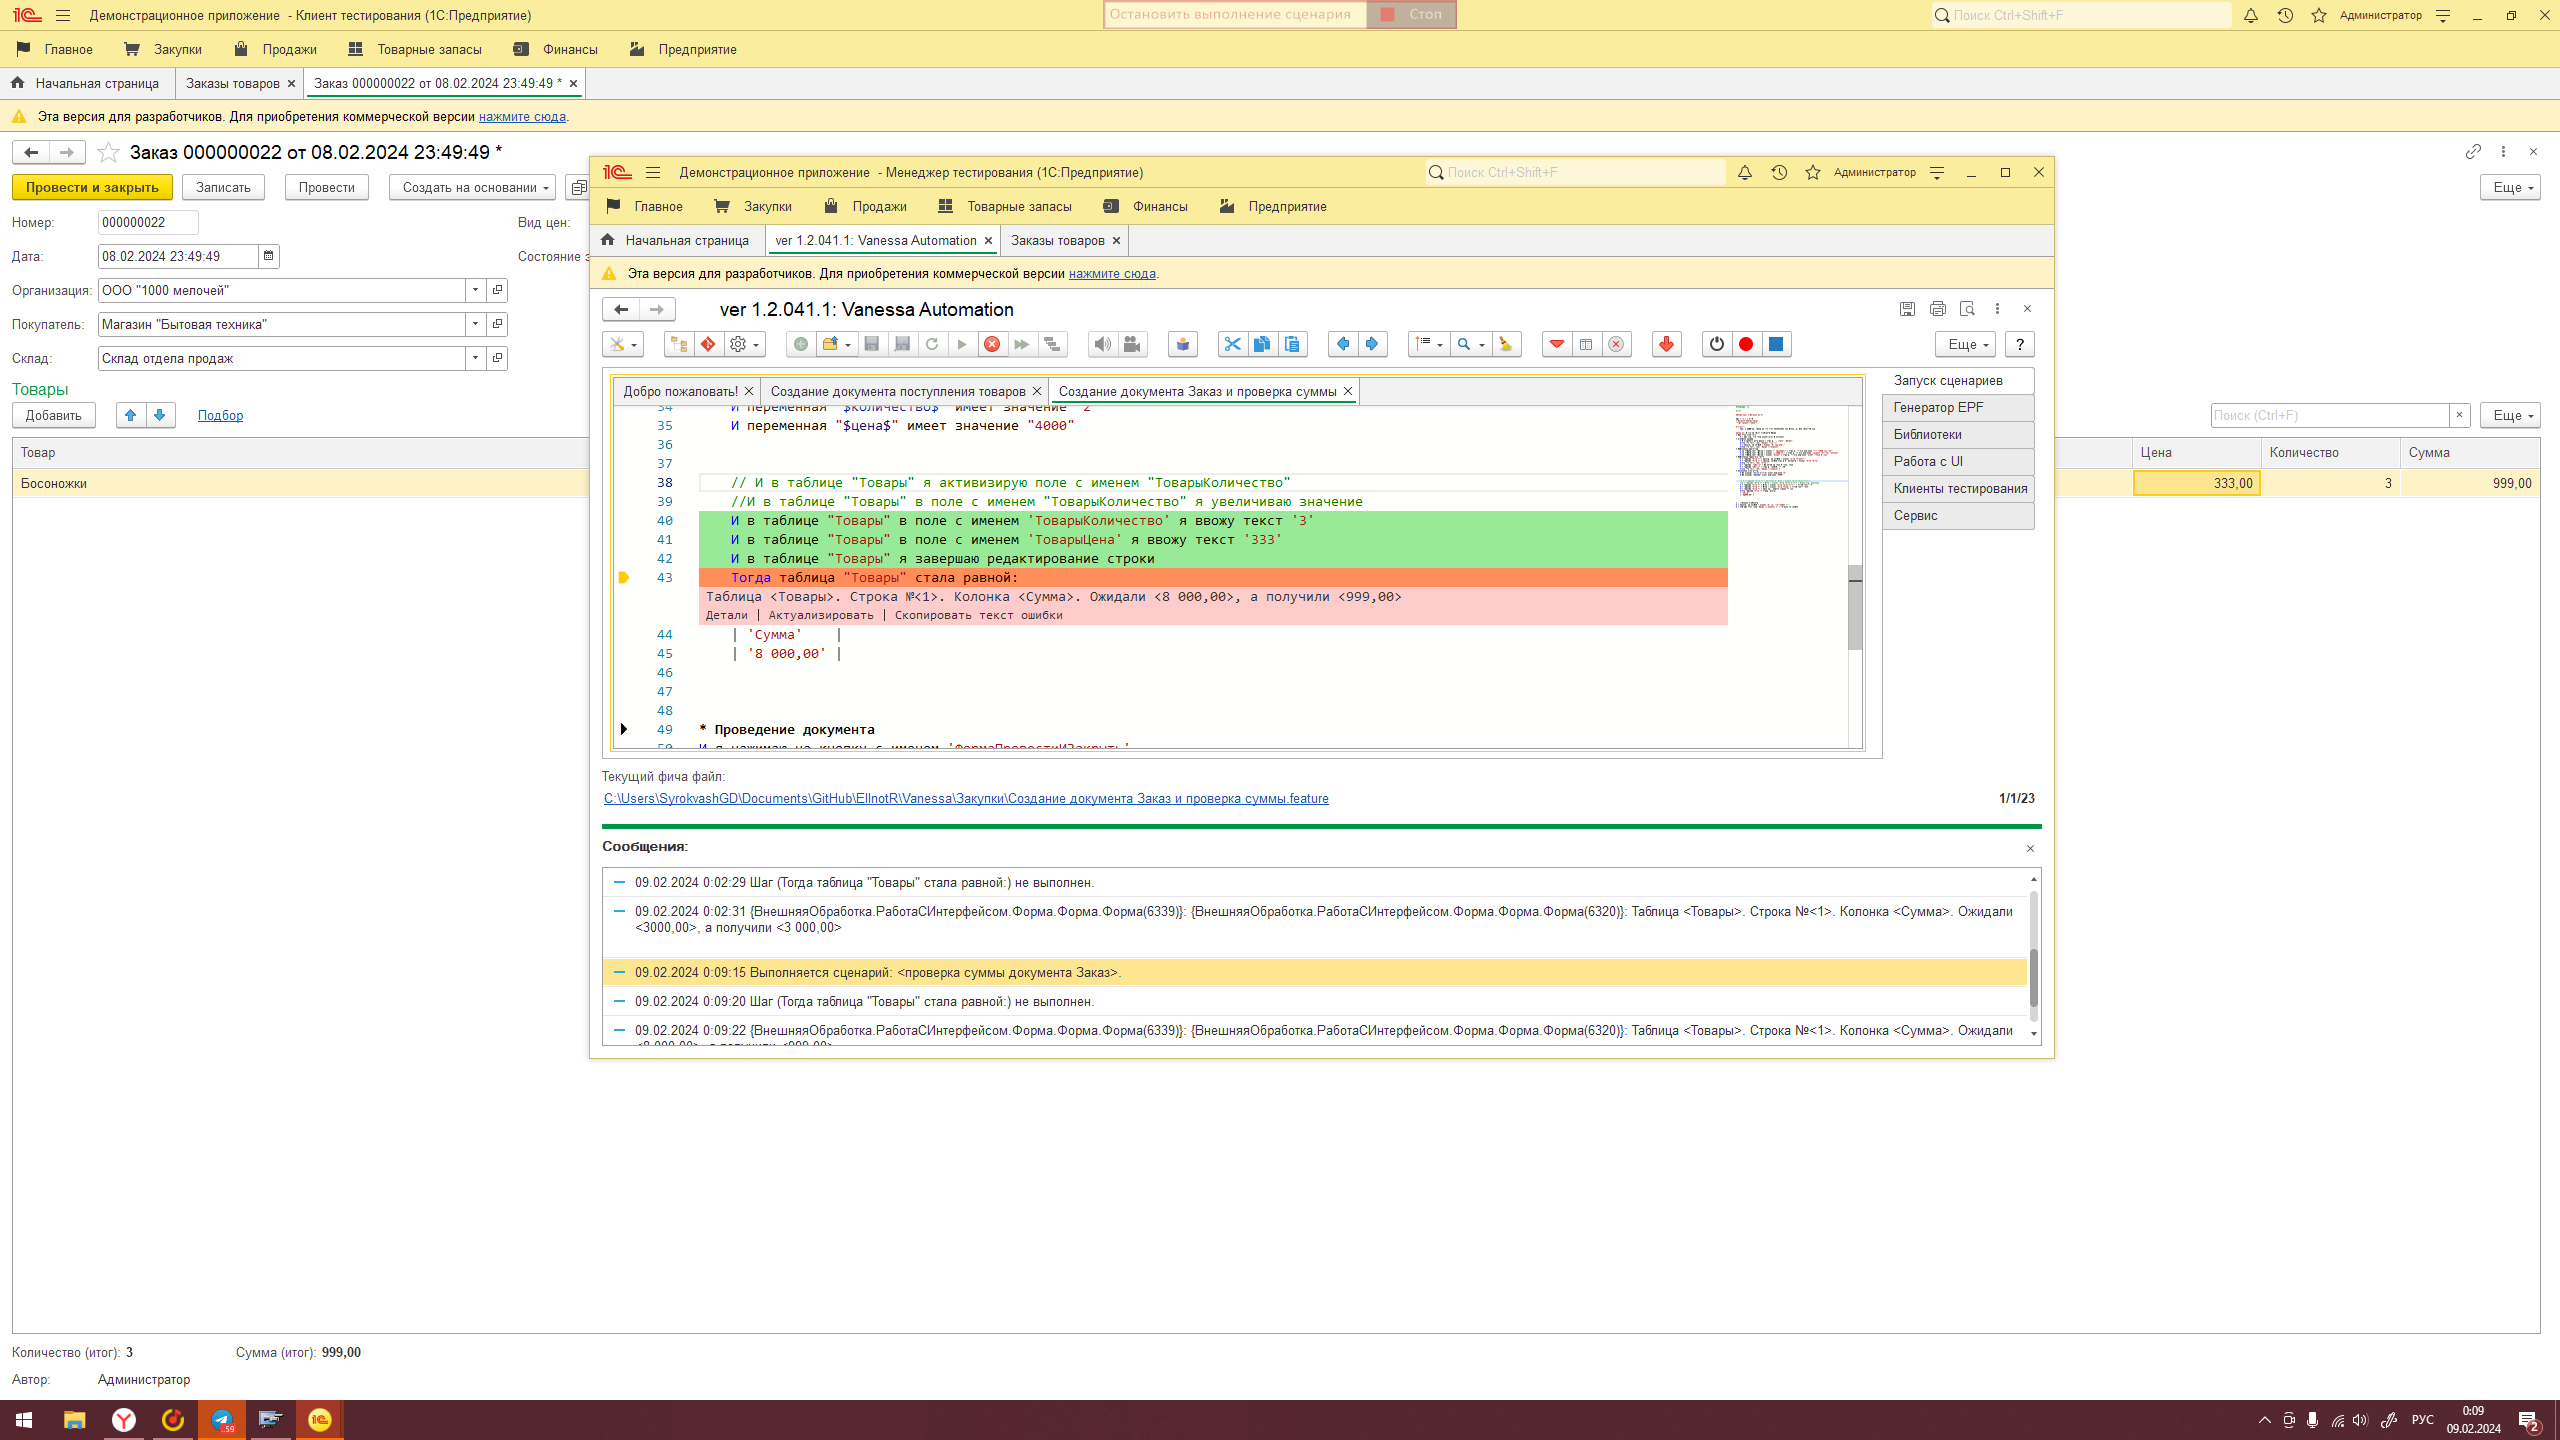 Демонстрационное приложение - Клиент тестирования (1С:Предприятие)
Остановить выполнение сценария Стоп
Поиск Ctrl+Shift+F
Администратор
Главное Закупки Продажи Товарные запасы Финансы Предприятие
Начальная страница Заказы товаров Заказ 000000022 от 08.02.2024 23:49:49 *
Эта версия для разработчиков. Для приобретения коммерческой версии нажмите сюда.
Заказ 000000022 от 08.02.2024 23:49:49 *
Провести и закрыть Записать Провести Создать на основании Еще
Номер: 000000022 Вид цен:
Дата: 08.02.2024 23:49:49 Состояние з
Организация: ООО "1000 мелочей"
Покупатель: Магазин "Бытовая техника"
Склад: Склад отдела продаж
Товары
Добавить Подбор Поиск (Ctrl+F) Еще
Товар Цена Количество Сумма
Босоножки 333,00 3 999,00
Количество (итог): 3 Сумма (итог): 999,00
Автор: Администратор
Демонстрационное приложение - Менеджер тестирования (1С:Предприятие)
Поиск Ctrl+Shift+F
Администратор
Главное Закупки Продажи Товарные запасы Финансы Предприятие
Начальная страница ver 1.2.041.1: Vanessa Automation Заказы товаров
Эта версия для разработчиков. Для приобретения коммерческой версии нажмите сюда.
ver 1.2.041.1: Vanessa Automation
Еще ?
Добро пожаловать! Создание документа поступления товаров Создание документа Заказ и проверка суммы
34 И переменная "$количество$" имеет значение "2"
35 И переменная "$цена$" имеет значение "4000"
36
37
38 // И в таблице "Товары" я активизирую поле с именем "ТоварыКоличество"
39 //И в таблице "Товары" в поле с именем "ТоварыКоличество" я увеличиваю значение
40 И в таблице "Товары" в поле с именем 'ТоварыКоличество' я ввожу текст '3'
41 И в таблице "Товары" в поле с именем 'ТоварыЦена' я ввожу текст '333'
42 И в таблице "Товары" я завершаю редактирование строки
43 Тогда таблица "Товары" стала равной:
Таблица <Товары>. Строка №<1>. Колонка <Сумма>. Ожидали <8 000,00>, а получили <999,00>
Детали | Актуализировать | Скопировать текст ошибки
44 | 'Сумма' |
45 | '8 000,00' |
46
47
48
49 * Проведение документа
50 И я нажимаю на кнопку с именем 'ФормаПровестиИЗакрыть'
Запуск сценариев
Генератор EPF
Библиотеки
Работа с UI
Клиенты тестирования
Сервис
Текущий фича файл:
C:\Users\SyrokvashGD\Documents\GitHub\EllnotR\Vanessa\Закупки\Создание документа Заказ и проверка суммы.feature 1/1/23
Сообщения:
09.02.2024 0:02:29 Шаг (Тогда таблица "Товары" стала равной:) не выполнен.
09.02.2024 0:02:31 {ВнешняяОбработка.РаботаСИнтерфейсом.Форма.Форма.Форма(6339)}: {ВнешняяОбработка.РаботаСИнтерфейсом.Форма.Форма.Форма(6320)}: Таблица <Товары>. Строка №<1>. Колонка <Сумма>. Ожидали
<3000,00>, а получили <3 000,00>
09.02.2024 0:09:15 Выполняется сценарий: <проверка суммы документа Заказ>.
09.02.2024 0:09:20 Шаг (Тогда таблица "Товары" стала равной:) не выполнен.
09.02.2024 0:09:22 {ВнешняяОбработка.РаботаСИнтерфейсом.Форма.Форма.Форма(6339)}: {ВнешняяОбработка.РаботаСИнтерфейсом.Форма.Форма.Форма(6320)}: Таблица <Товары>. Строка №<1>. Колонка <Сумма>. Ожидали
<8 000,00>, а получили <999,00>
..59
РУС
0:09
09.02.2024
2